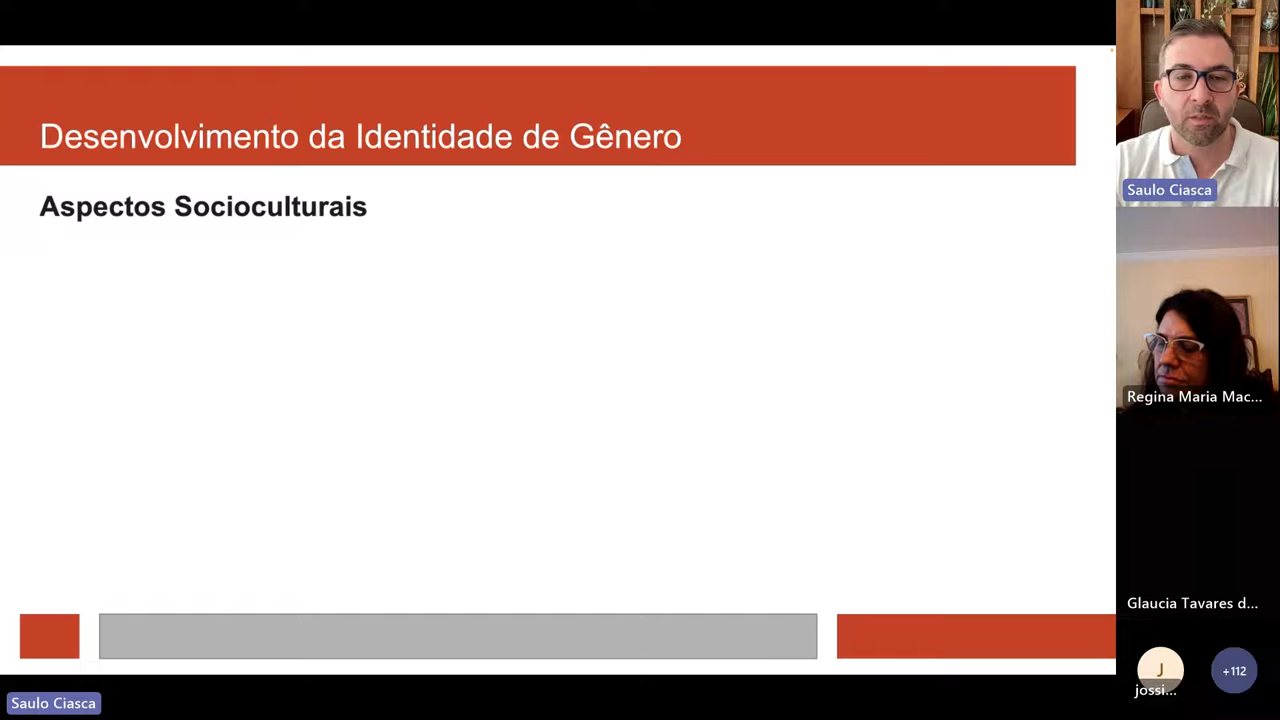 Desenvolvimento da Identidade de Gênero
Aspectos Socioculturais
Saulo Ciasca
Regina Maria Mac...
Glaucia Tavares d...
J
jossi...
+112
Saulo Ciasca